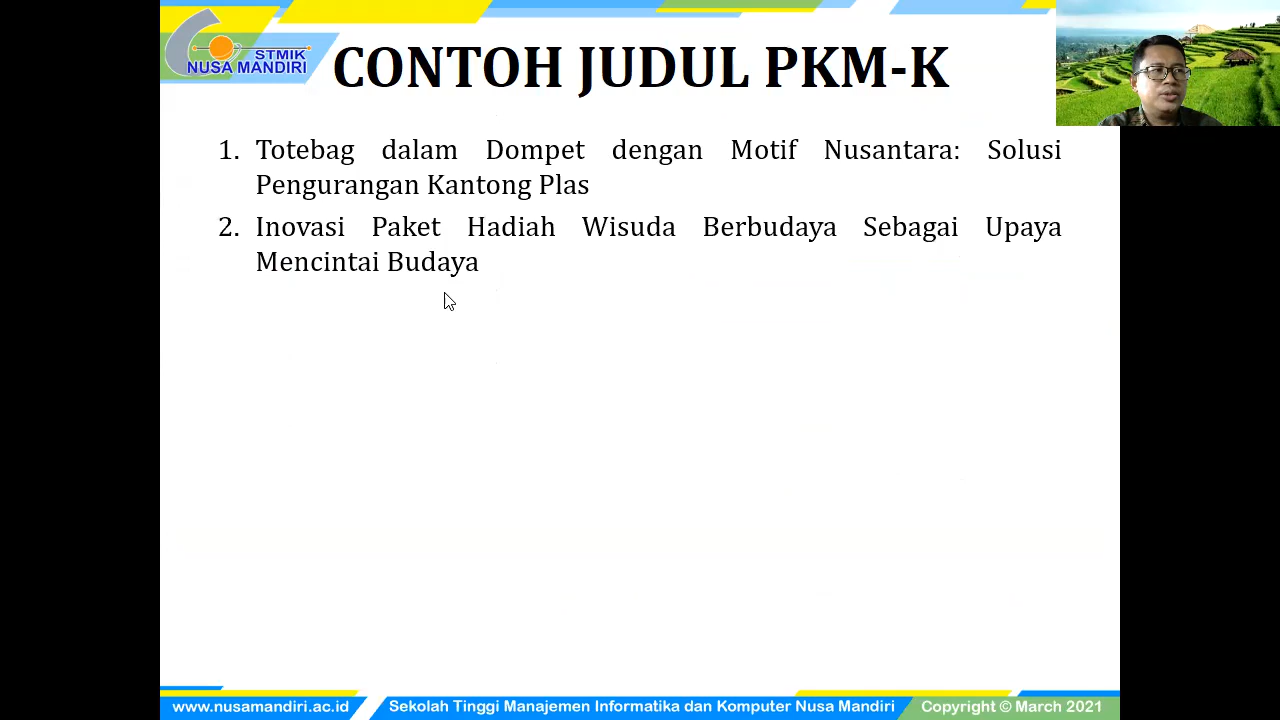 STMIK
NUSA MANDIRI
CONTOH JUDUL PKM-K
1. Totebag dalam Dompet dengan Motif Nusantara: Solusi
Pengurangan Kantong Plas
2. Inovasi Paket Hadiah Wisuda Berbudaya Sebagai Upaya
Mencintai Budaya
www.nusamandiri.ac.id
Sekolah Tinggi Manajemen Informatika dan Komputer Nusa Mandiri
Copyright © March 2021